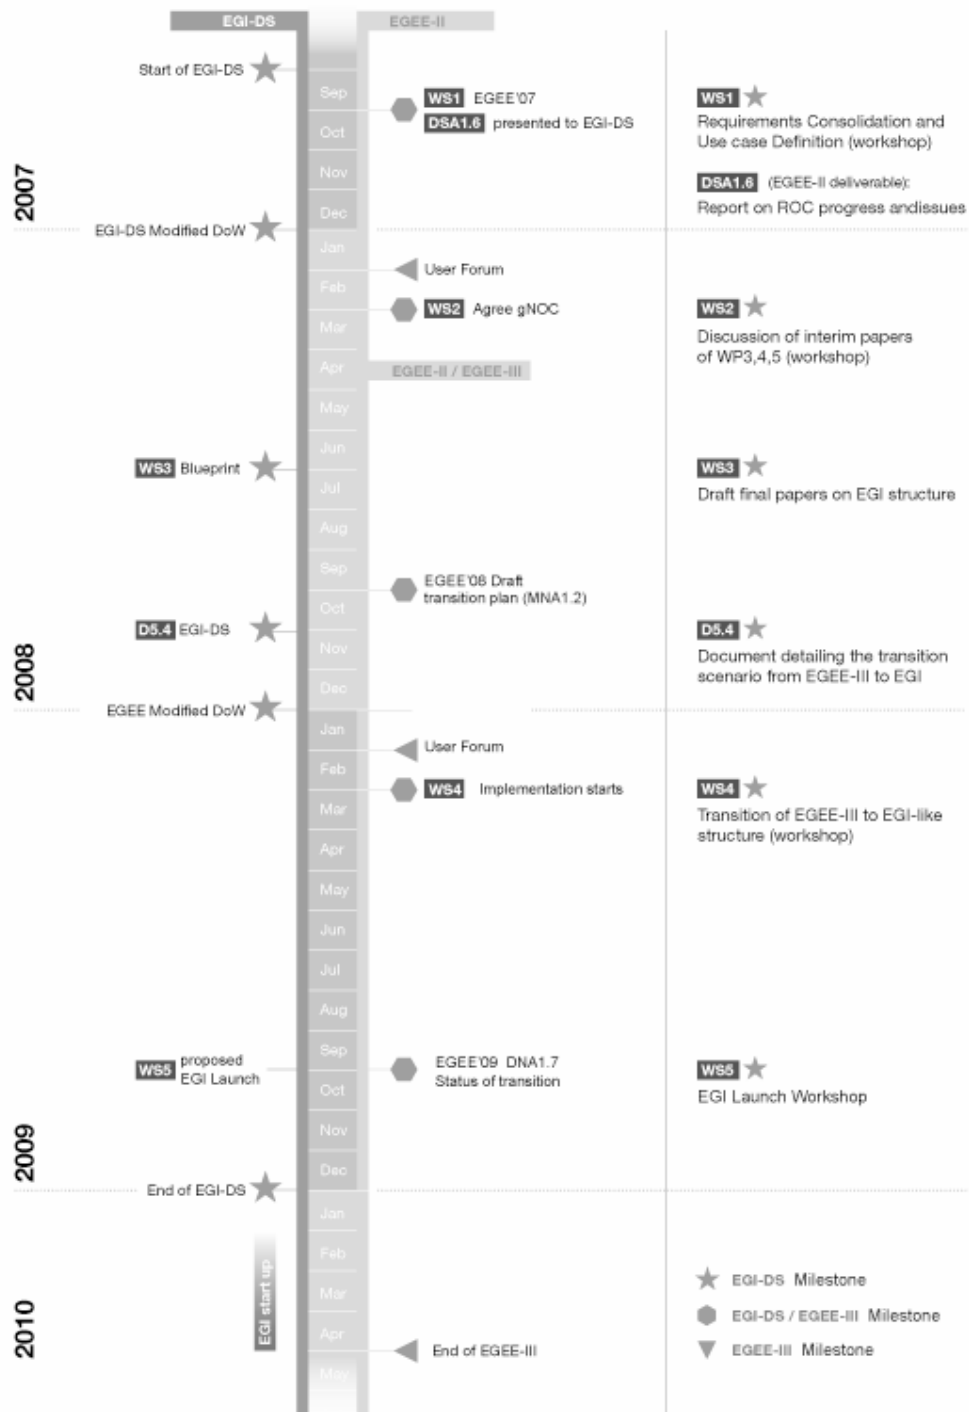 EGI-DS
EGEE-II
Start of EGI-DS
Sep
WS1 EGEE'07
DSA1.6 presented to EGI-DS
WS1
Requirements Consolidation and
Use case Definition (workshop)
Oct
Nov
DSA1.6 (EGEE-II deliverable):
Report on ROC progress andissues
2007
Dec
EGI-DS Modified DoW
Jan
User Forum
Feb
WS2 Agree gNOC
WS2
Discussion of interim papers
of WP3,4,5 (workshop)
Mar
Apr
EGEE-II / EGEE-III
May
Jun
WS3 Blueprint
WS3
Draft final papers on EGI structure
Jul
Aug
Sep
EGEE'08 Draft
transition plan (MNA1.2)
Oct
D5.4 EGI-DS
D5.4
Document detailing the transition
scenario from EGEE-III to EGI
Nov
2008
Dec
EGEE Modified DoW
Jan
User Forum
Feb
WS4 Implementation starts
WS4
Transition of EGEE-III to EGI-like
structure (workshop)
Mar
Apr
May
Jun
Jul
Aug
Sep
WS5 proposed
EGI Launch
EGEE'09 DNA1.7
Status of transition
WS5
EGI Launch Workshop
Oct
Nov
2009
Dec
End of EGI-DS
Jan
Feb
EGI start up
Mar
2010
Apr
End of EGEE-III
May
EGI-DS Milestone
EGI-DS / EGEE-III Milestone
EGEE-III Milestone